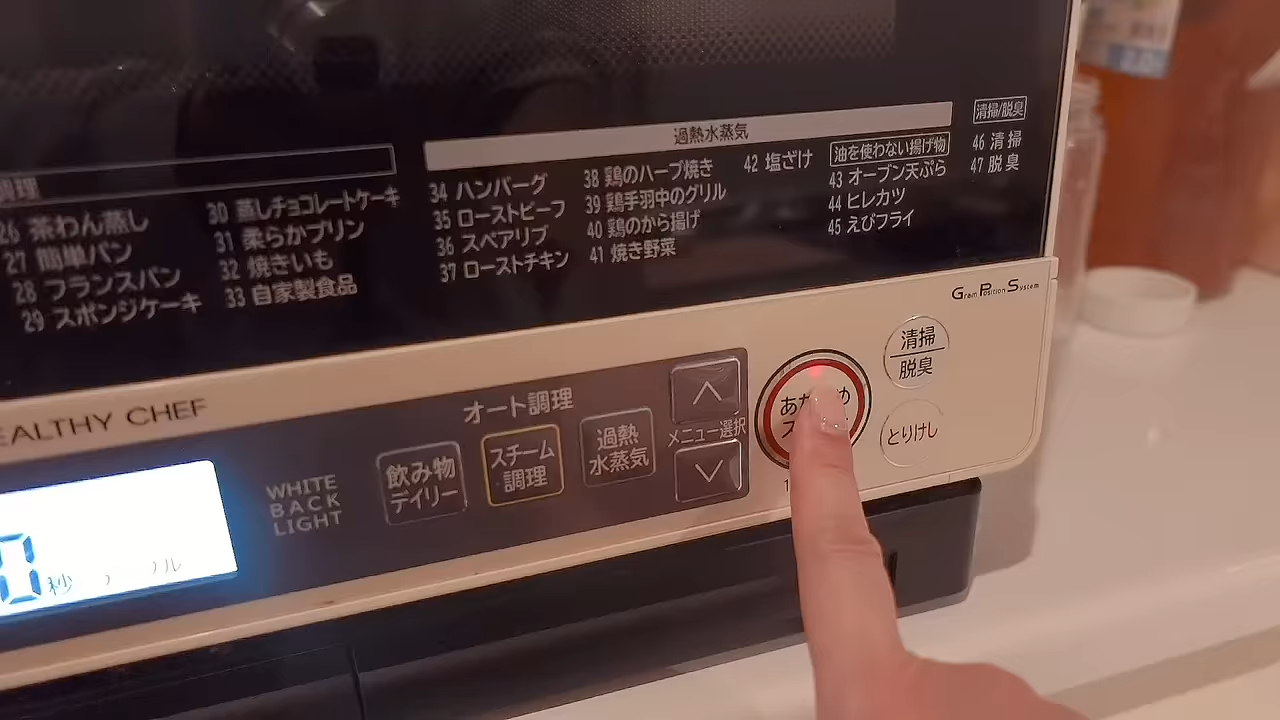 調理
26 茶わん蒸し
27 簡単パン
28 フランスパン
29 スポンジケーキ
30 蒸しチョコレートケーキ
31 柔らかプリン
32 焼きいも
33 自家製食品
過熱水蒸気
34 ハンバーグ
35 ローストビーフ
36 スペアリブ
37 ローストチキン
38 鶏のハーブ焼き
39 鶏手羽中のグリル
40 鶏のから揚げ
41 焼き野菜
42 塩ざけ
油を使わない揚げ物
43 オーブン天ぷら
44 ヒレカツ
45 えびフライ
清掃/脱臭
46 清掃
47 脱臭
Gram Position System
EALTHY CHEF
0秒
WHITE
BACK
LIGHT
オート調理
飲み物
デイリー
スチーム
調理
過熱
水蒸気
メニュー選択
清掃
脱臭
とりけし